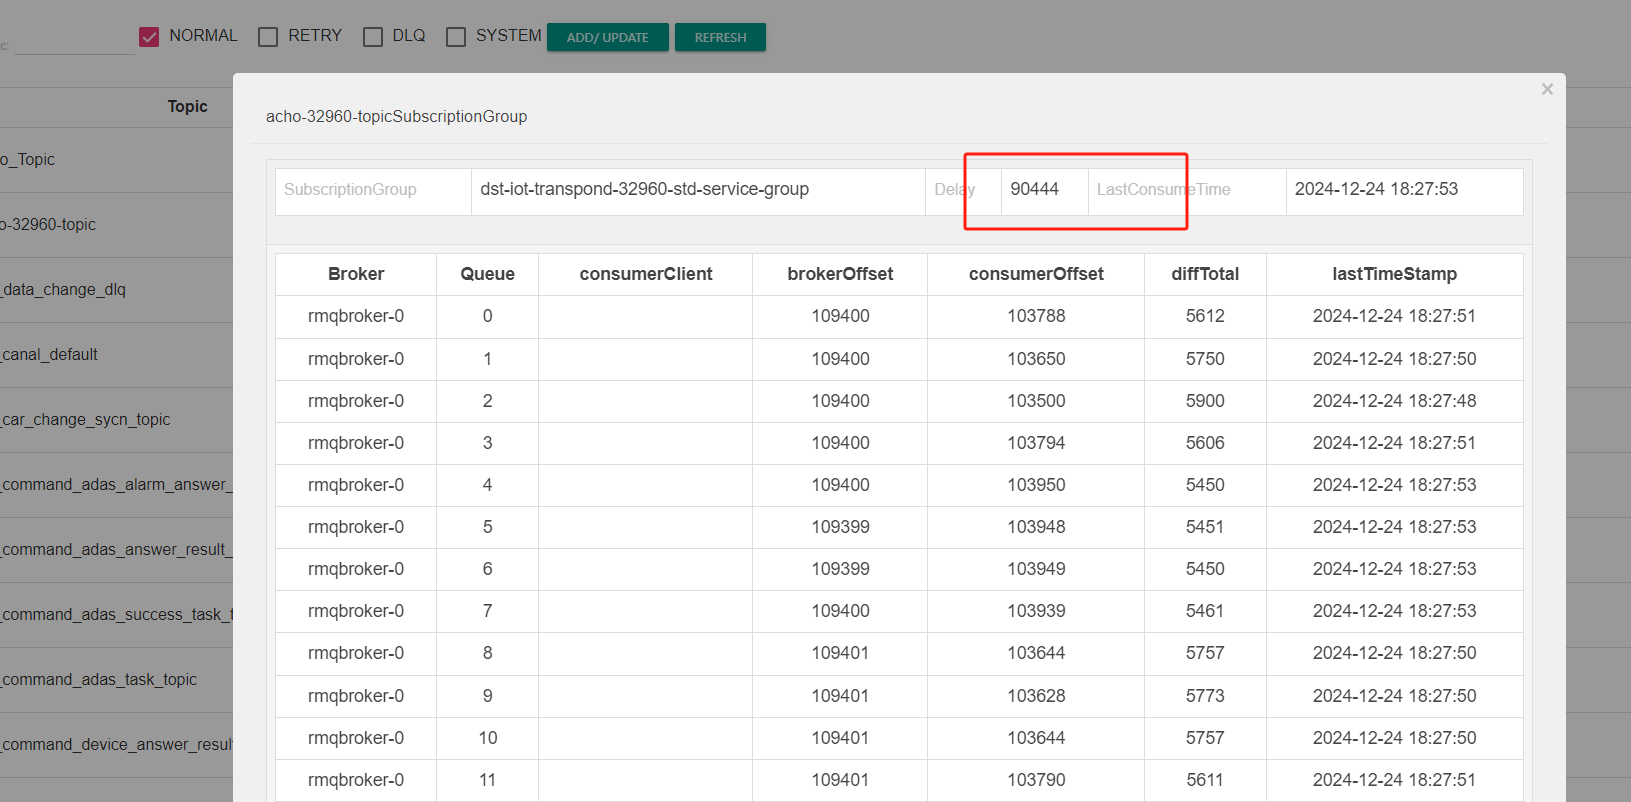 c: NORMAL RETRY DLQ SYSTEM ADD/ UPDATE REFRESH
×
Topic
acho-32960-topicSubscriptionGroup
o_Topic
SubscriptionGroup dst-iot-transpond-32960-std-service-group Delay 90444 LastConsumeTime 2024-12-24 18:27:53
o-32960-topic
Broker Queue consumerClient brokerOffset consumerOffset diffTotal lastTimeStamp
_data_change_dlq
rmqbroker-0 0 109400 103788 5612 2024-12-24 18:27:51
_canal_default
rmqbroker-0 1 109400 103650 5750 2024-12-24 18:27:50
rmqbroker-0 2 109400 103500 5900 2024-12-24 18:27:48
_car_change_sycn_topic
rmqbroker-0 3 109400 103794 5606 2024-12-24 18:27:51
_command_adas_alarm_answer_
rmqbroker-0 4 109400 103950 5450 2024-12-24 18:27:53
rmqbroker-0 5 109399 103948 5451 2024-12-24 18:27:53
_command_adas_answer_result_
rmqbroker-0 6 109399 103949 5450 2024-12-24 18:27:53
_command_adas_success_task_t
rmqbroker-0 7 109400 103939 5461 2024-12-24 18:27:53
rmqbroker-0 8 109401 103644 5757 2024-12-24 18:27:50
_command_adas_task_topic
rmqbroker-0 9 109401 103628 5773 2024-12-24 18:27:50
_command_device_answer_resul
rmqbroker-0 10 109401 103644 5757 2024-12-24 18:27:50
rmqbroker-0 11 109401 103790 5611 2024-12-24 18:27:51